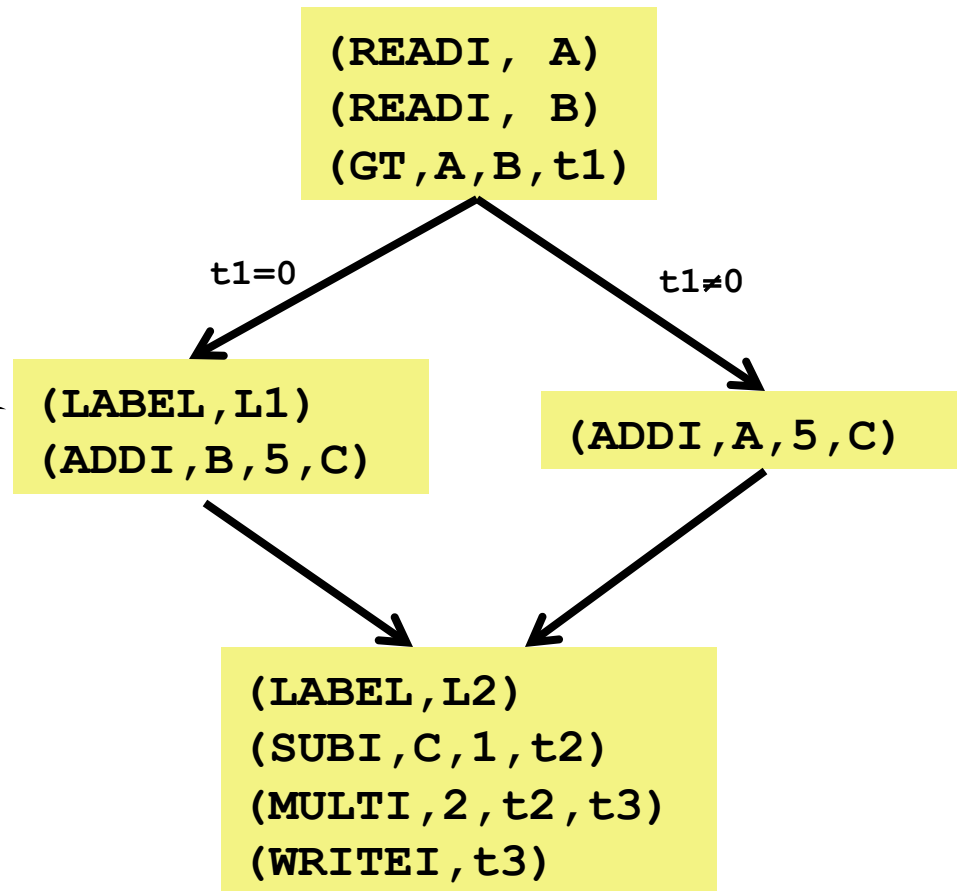 (READI, A)
(READI, B)
(GT,A,B,t1)
t1=0
t1≠0
(LABEL,L1)
(ADDI,B,5,C)
(ADDI,A,5,C)
(LABEL,L2)
(SUBI,C,1,t2)
(MULTI,2,t2,t3)
(WRITEI,t3)